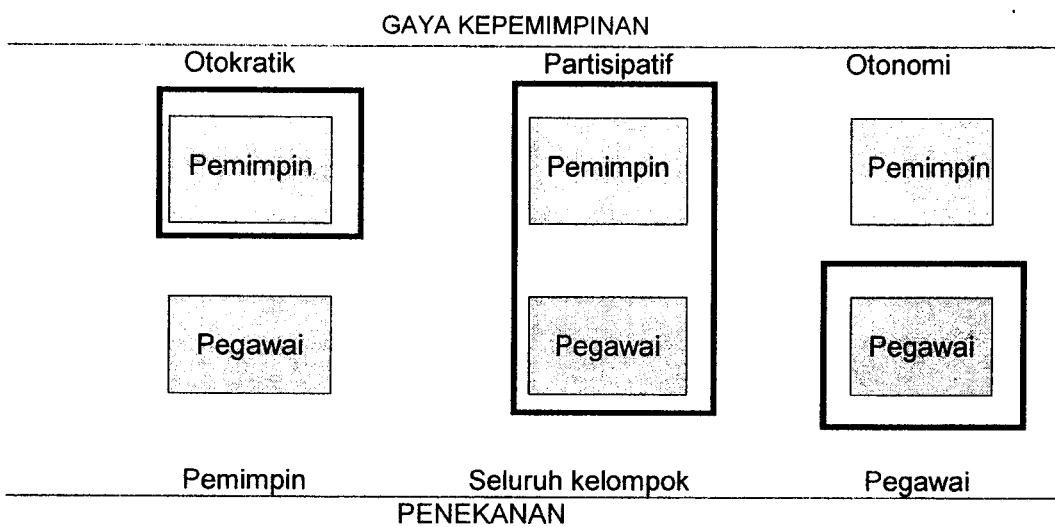 GAYA KEPEMIMPINAN
Otokratik Partisipatif Otonomi
Pemimpin Pemimpin Pemimpin
Pegawai Pegawai Pegawai
Pemimpin Seluruh kelompok Pegawai
PENEKANAN